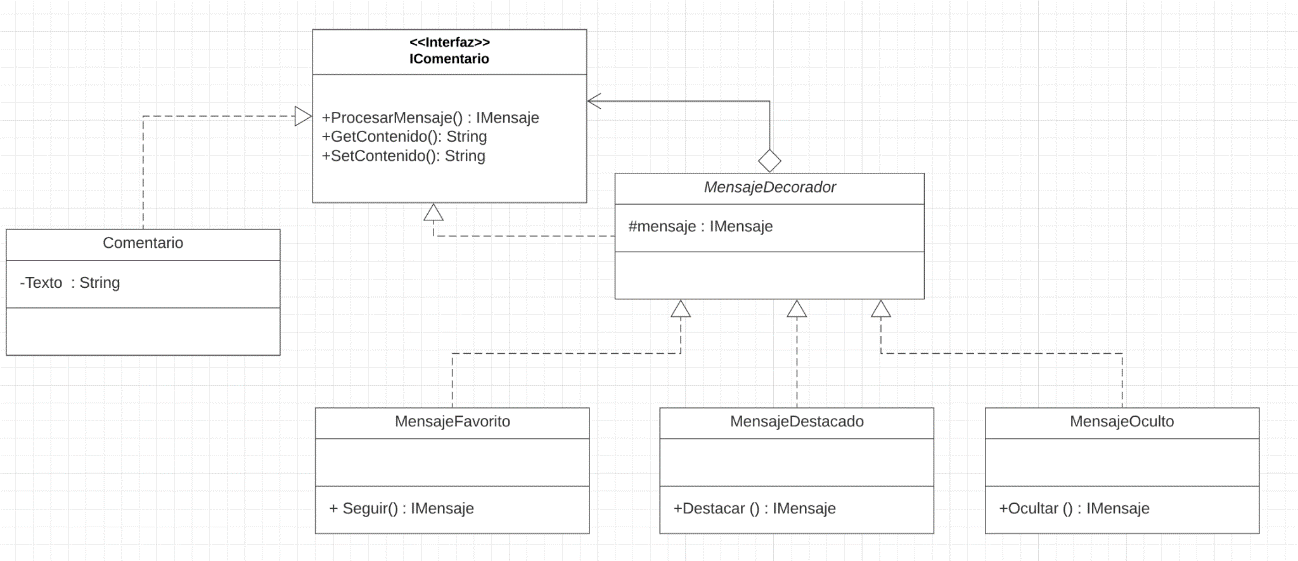 <<Interfaz>>
IComentario
+ProcesarMensaje() : IMensaje
+GetContenido(): String
+SetContenido(): String
MensajeDecorador
#mensaje : IMensaje
Comentario
-Texto  : String
MensajeFavorito
+ Seguir() : IMensaje
MensajeDestacado
+Destacar () : IMensaje
MensajeOculto
+Ocultar () : IMensaje